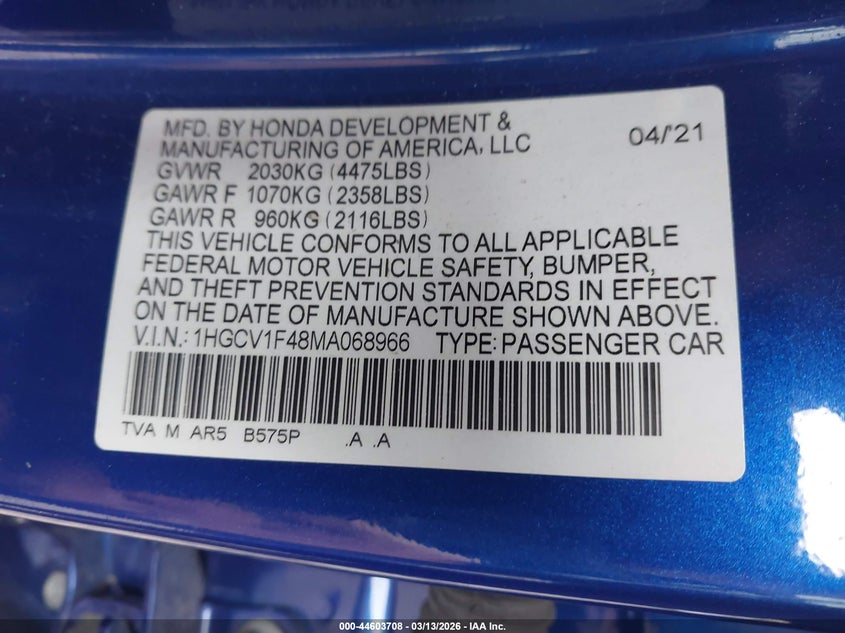 MFD. BY HONDA DEVELOPMENT &
MANUFACTURING OF AMERICA, LLC 04/'21
GVWR 2030KG (4475LBS)
GAWR F 1070KG (2358LBS)
GAWR R 960KG (2116LBS)
THIS VEHICLE CONFORMS TO ALL APPLICABLE
FEDERAL MOTOR VEHICLE SAFETY, BUMPER,
AND THEFT PREVENTION STANDARDS IN EFFECT
ON THE DATE OF MANUFACTURE SHOWN ABOVE.
V.I.N.: 1HGCV1F48MA068966 TYPE: PASSENGER CAR
TVA M AR5 B575P .A .A
000-44603708 - 03/13/2026 - IAA Inc.